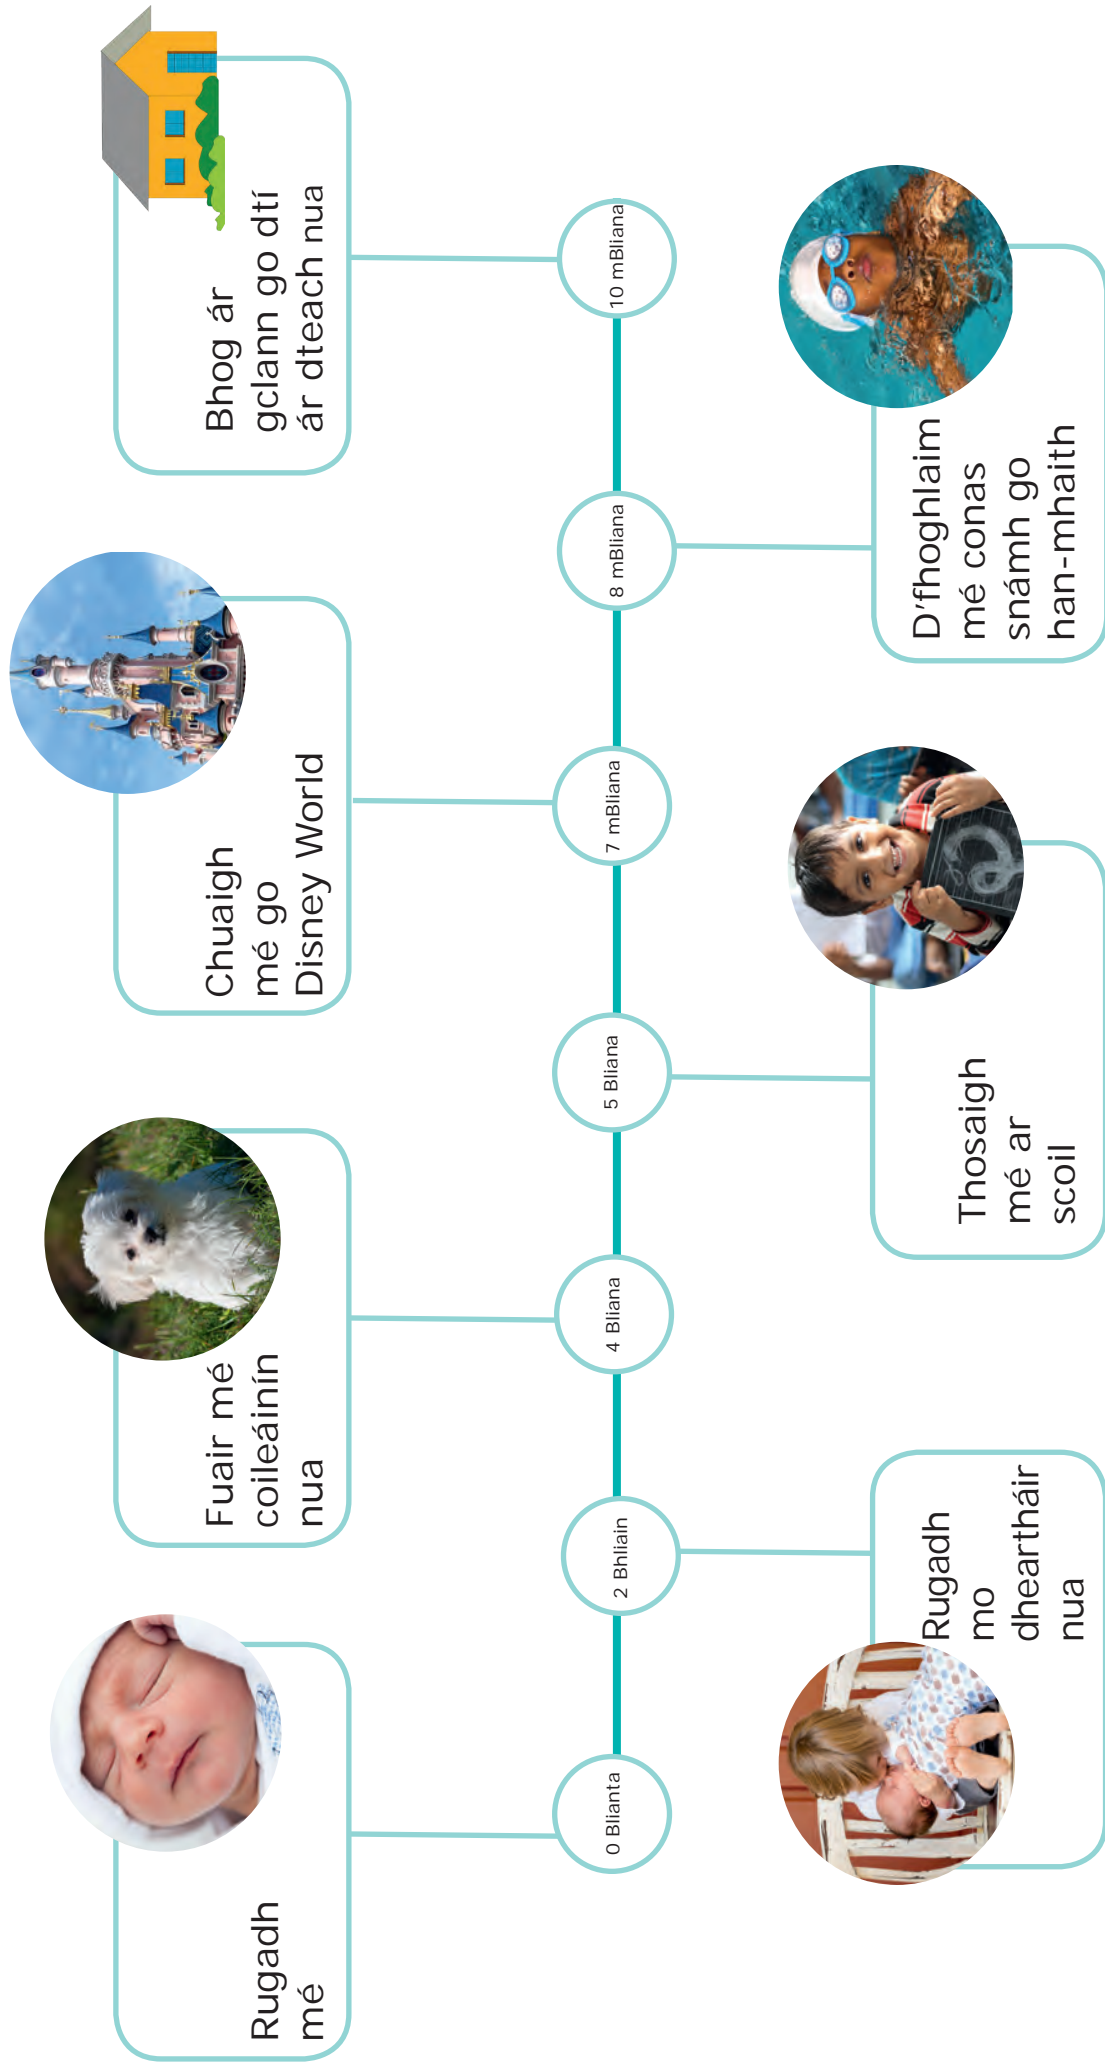 Rugadh
mé
0 Blianta
Rugadh
mo
dheartháir
nua
2 Bhliain
Fuair mé
coileáinín
nua
4 Bliana
Thosaigh
mé ar
scoil
5 Bliana
Chuaigh
mé go
Disney World
7 mBliana
D'fhoghlaim
mé conas
snámh go
han-mhaith
8 mBliana
Bhog ár
gclann go dtí
ár dteach nua
10 mBliana